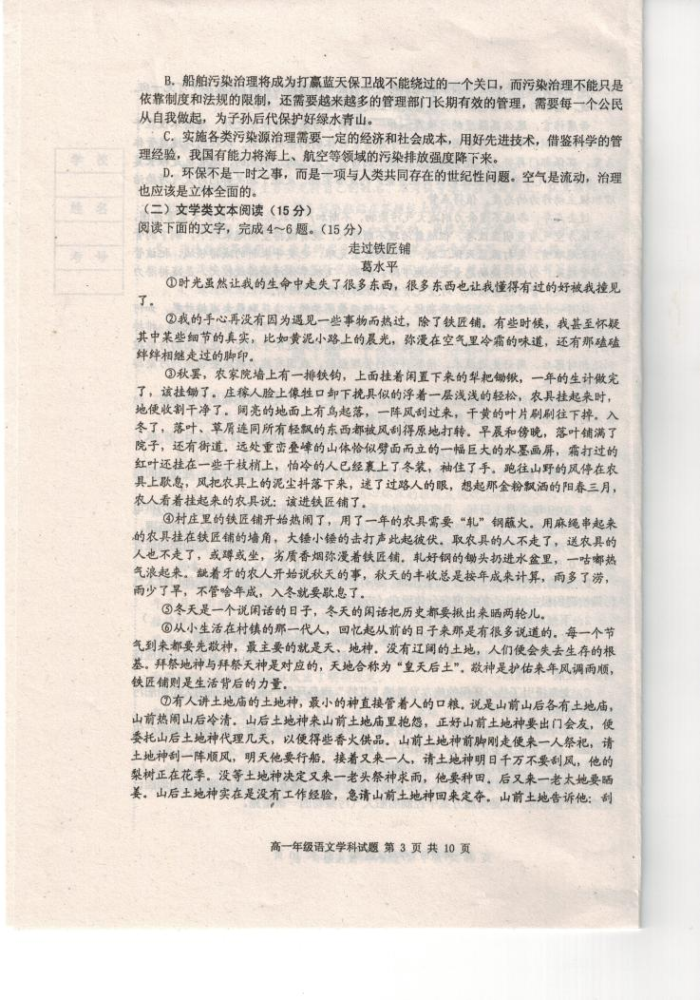 B．船舶污染治理将成为打赢蓝天保卫战不能绕过的一个关口，而污染治理不能只是
依靠制度和法规的限制，还需要越来越多的管理部门长期有效的管理，需要每一个公民
从自我做起，为子孙后代保护好绿水青山。
C．实施各类污染源治理需要一定的经济和社会成本，用好先进技术，借鉴科学的管
理经验，我国有能力将海上、航空等领域的污染排放强度降下来。
D．环保不是一时之事，而是一项与人类共同存在的世纪性问题。空气是流动，治理
也应该是立体全面的。
（二）文学类文本阅读（15分）
阅读下面的文字，完成4～6题。（15分）
走过铁匠铺
葛水平
①时光虽然让我的生命中走失了很多东西，很多东西也让我懂得有过的好被我撞见
了。
②我的手心再没有因为遇见一些事物而热过，除了铁匠铺。有些时候，我甚至怀疑
其中某些细节的真实，比如黄泥小路上的晨光，弥漫在空气里冷霜的味道，还有那磕磕
绊绊相继走过的脚印。
③秋罢，农家院墙上有一排铁钩，上面挂着闲置下来的犁耙锄锹，一年的生计做完
了，该挂锄了。庄稼人脸上像牲口卸下挽具似的浮着一层浅浅的轻松，农具挂起来时，
地便收割干净了。阔亮的地面上有鸟起落，一阵风刮过来，干黄的叶片刷刷往下掉。入
冬了，落叶、草屑连同所有轻飘的东西都被风刮得原地打转。早晨和傍晚，落叶铺满了
院子，还有街道。远处重峦叠嶂的山体恰似劈面而立的一幅巨大的水墨画屏，霜打过的
红叶还挂在一些干枝梢上，怕冷的人已经裹上了冬装，袖住了手。跑往山野的风停在农
具上歇息，风把农具上的泥尘抖落下来，迷了过路人的眼，想起那金粉飘洒的阳春三月，
农人看着挂起来的农具说：该进铁匠铺了。
④村庄里的铁匠铺开始热闹了，用了一年的农具需要“轧”钢蘸火。用麻绳串起来
的农具挂在铁匠铺的墙角，大锤小锤的击打声此起彼伏。取农具的人不走了，送农具的
人也不走了，或蹲或坐，劣质香烟弥漫着铁匠铺。轧好钢的锄头扔进水盆里，一咕嘟热
气浪起来。龇着牙的农人开始说秋天的事，秋天的丰收总是按年成来计算，雨多了涝，
雨少了旱，不管啥年成，入冬就要歇息了。
⑤冬天是一个说闲话的日子，冬天的闲话把历史都要揪出来晒两轮儿。
⑥从小生活在村镇的那一代人，回忆起从前的日子来那是有很多说道的。每一个节
气到来都要先敬神，最主要的就是天、地神。没有辽阔的土地，人们便会失去生存的根
基。拜祭地神与拜祭天神是对应的，天地合称为“皇天后土”。敬神是护佑来年风调雨顺，
铁匠铺则是生活背后的力量。
⑦有人讲土地庙的土地神，最小的神直接管着人的口粮。说是山前山后各有土地庙，
山前热闹山后冷清。山后土地神来山前土地庙里抱怨，正好山前土地神要出门会友，便
委托山后土地神代理几天，以便得些香火供品。山前土地神前脚刚走便来一人祭祀，请
土地神刮一阵顺风，明天他要行船。接着又来一人，请土地神明日千万不要刮风，他的
梨树正在花季。没等土地神决定又来一老头祭神求雨，他要种田。后又来一老太地要晒
姜。山后土地神实在是没有工作经验，急请山前土地神回来定夺。山前土地告诉他：刮
高一年级语文学科试题 第 3 页 共 10 页